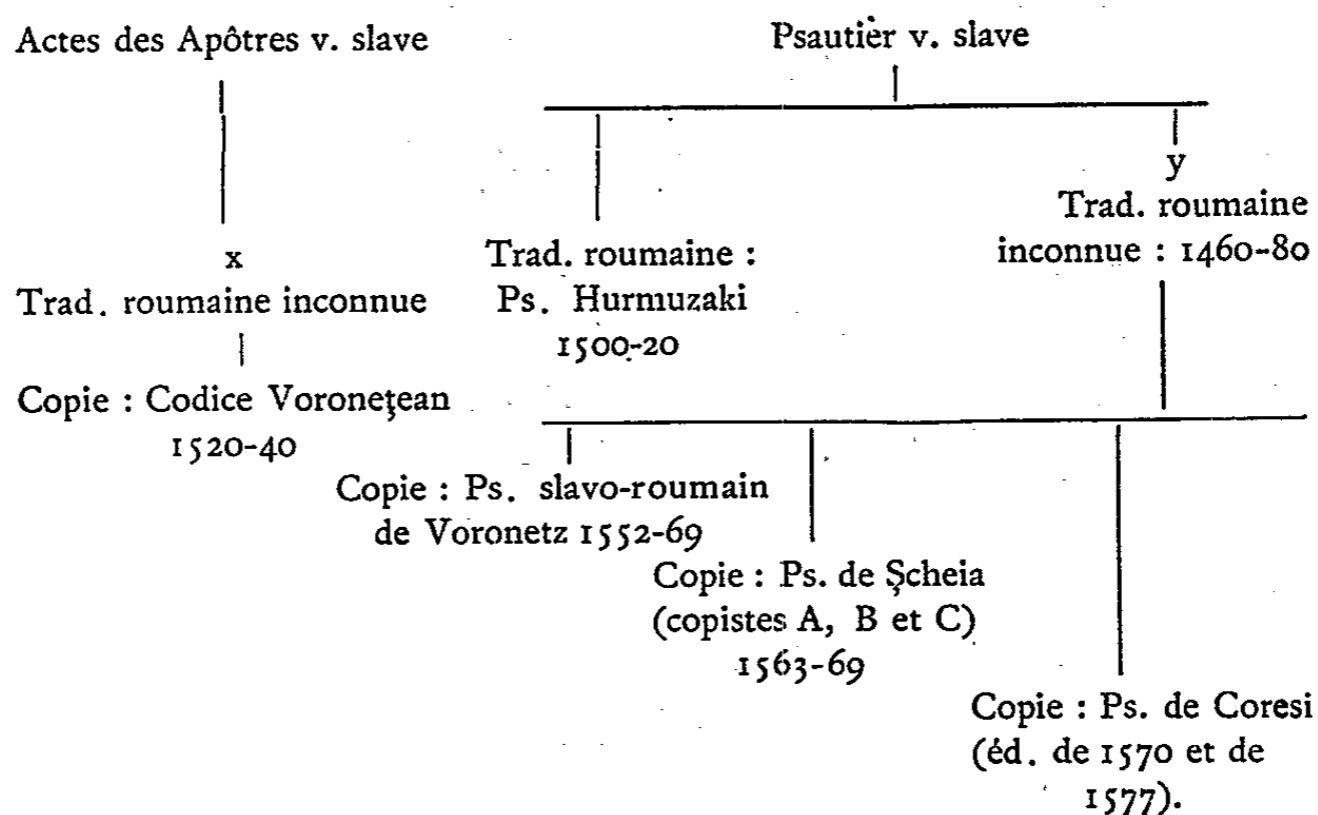 Actes des Apôtres v. slave
Psautier v. slave
x
Trad. roumaine inconnue
Copie : Codice Voronețean
1520-40
Trad. roumaine :
Ps. Hurmuzaki
1500-20
y
Trad. roumaine
inconnue : 1460-80
Copie : Ps. slavo-roumain
de Voronetz 1552-69
Copie : Ps. de Șcheia
(copistes A, B et C)
1563-69
Copie : Ps. de Coresi
(éd. de 1570 et de
1577).